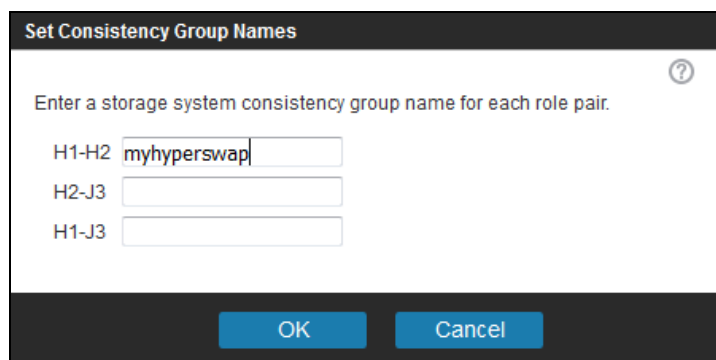 Set Consistency Group Names
?
Enter a storage system consistency group name for each role pair.
H1-H2 myhyperswap
H2-J3
H1-J3
OK Cancel